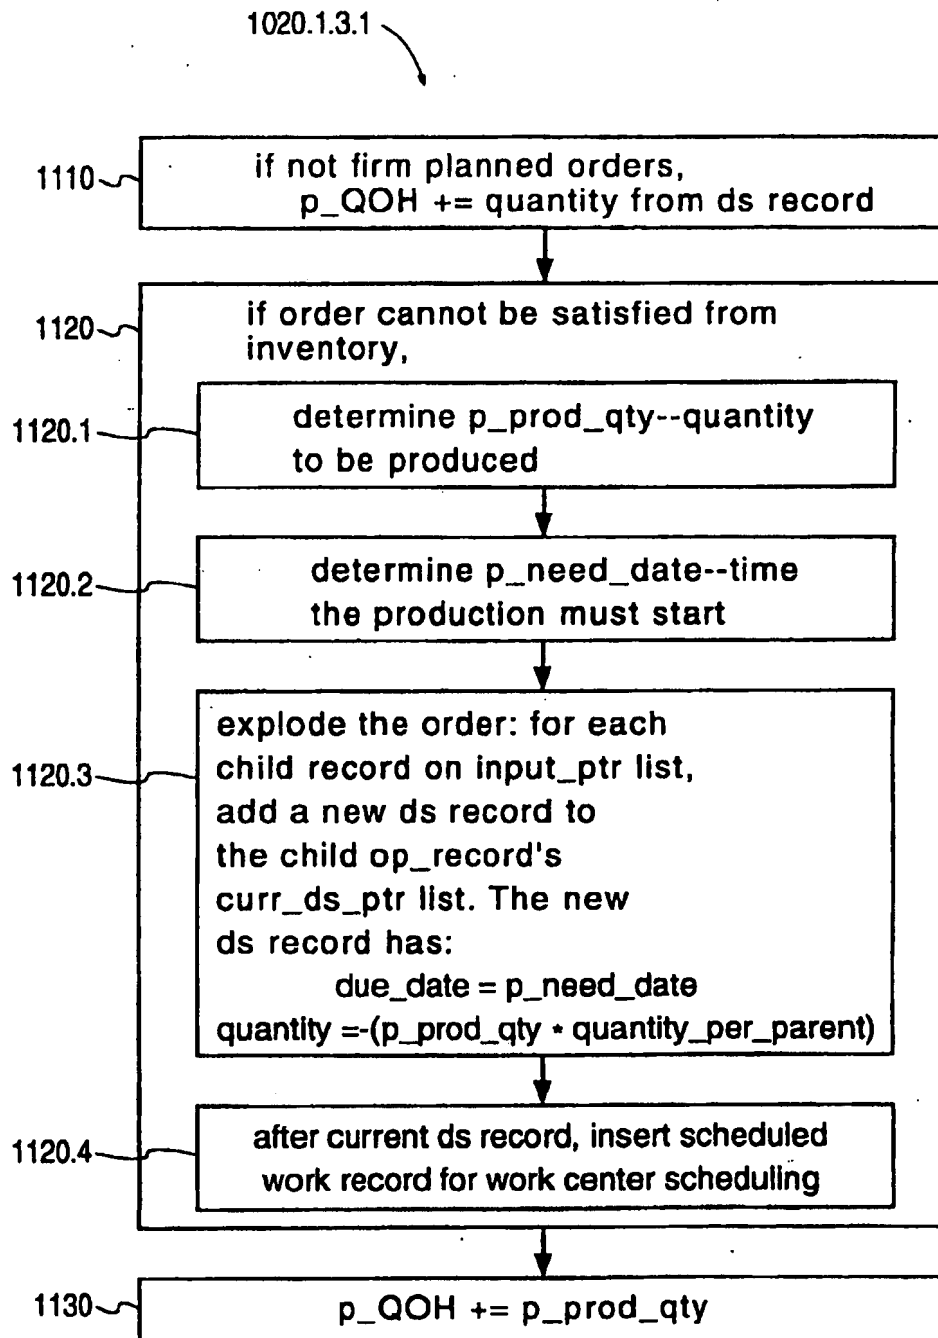 1020.1.3.1
1110
if not firm planned orders,
p_QOH += quantity from ds record
1120
if order cannot be satisfied from
inventory,
1120.1
determine p_prod_qty--quantity
to be produced
1120.2
determine p_need_date--time
the production must start
1120.3
explode the order: for each
child record on input_ptr list,
add a new ds record to
the child op_record's
curr_ds_ptr list. The new
ds record has:
due_date = p_need_date
quantity =-(p_prod_qty * quantity_per_parent)
1120.4
after current ds record, insert scheduled
work record for work center scheduling
1130
p_QOH += p_prod_qty